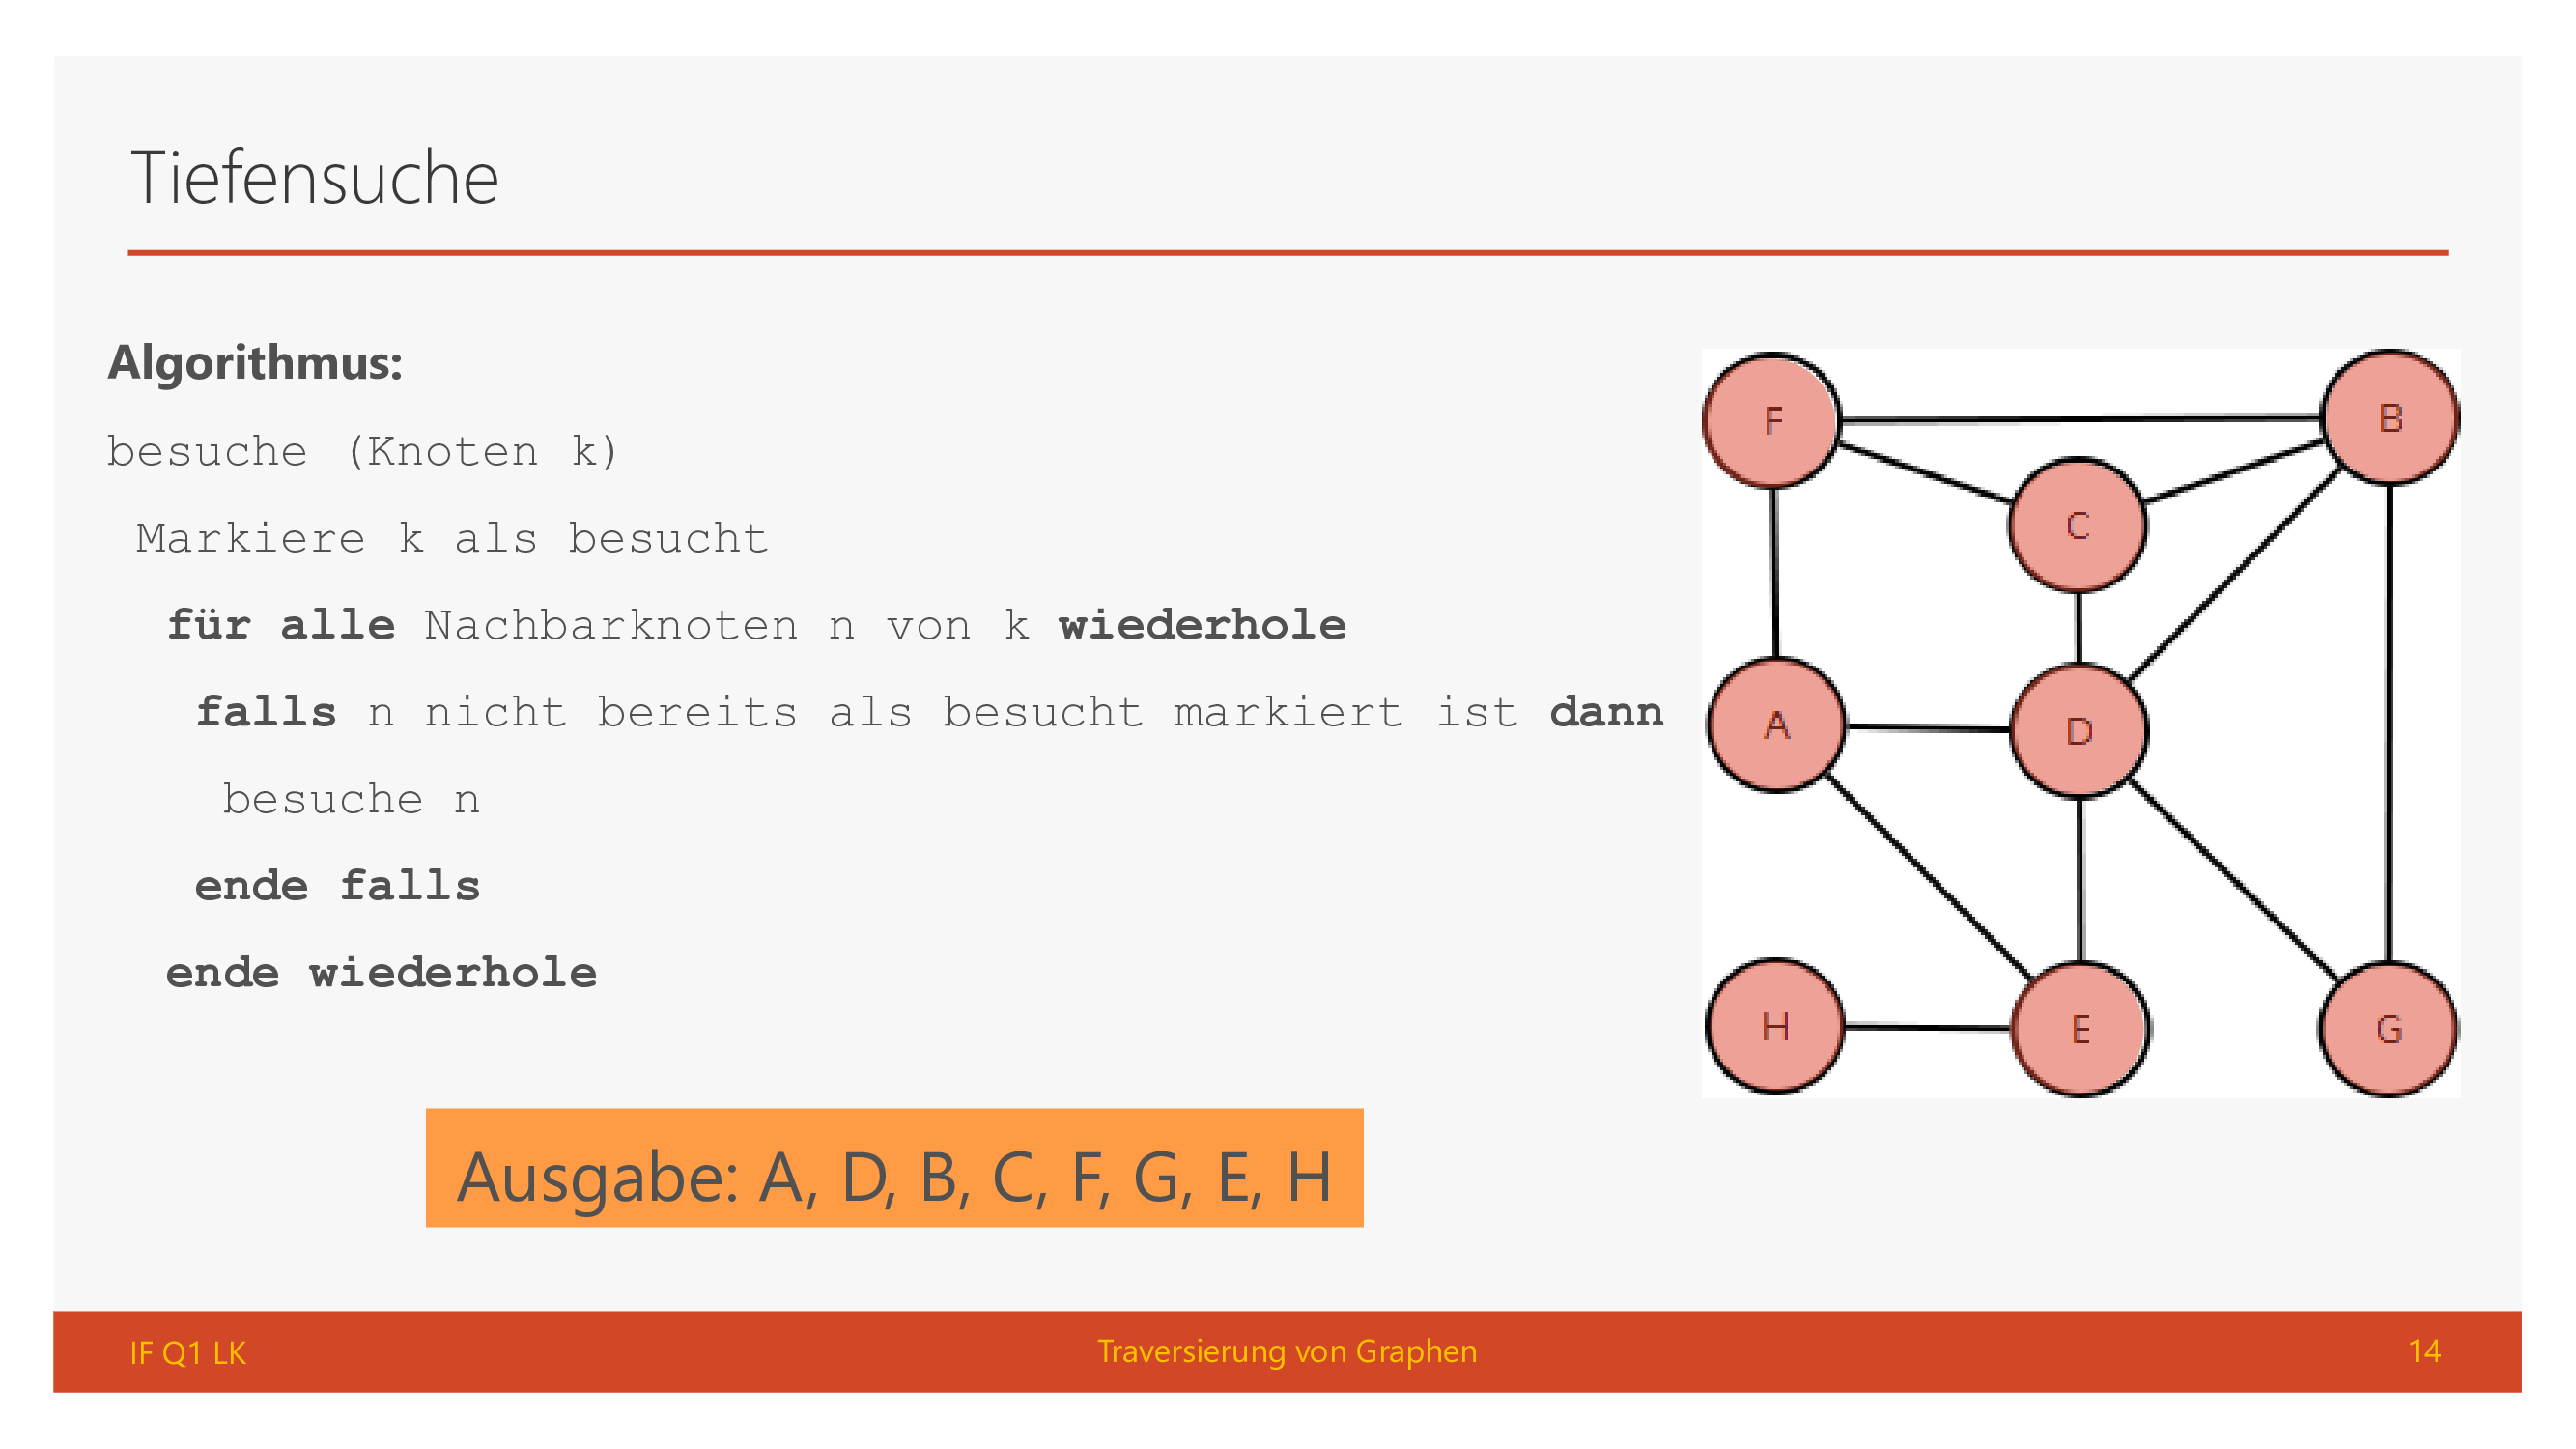 Tiefensuche
Algorithmus:
besuche (Knoten k)
Markiere k als besucht
für alle Nachbarknoten n von k wiederhole
falls n nicht bereits als besucht markiert ist dann
besuche n
ende falls
ende wiederhole
F
B
C
A
D
H
E
G
Ausgabe: A, D, B, C, F, G, E, H
IF Q1 LK
Traversierung von Graphen
14